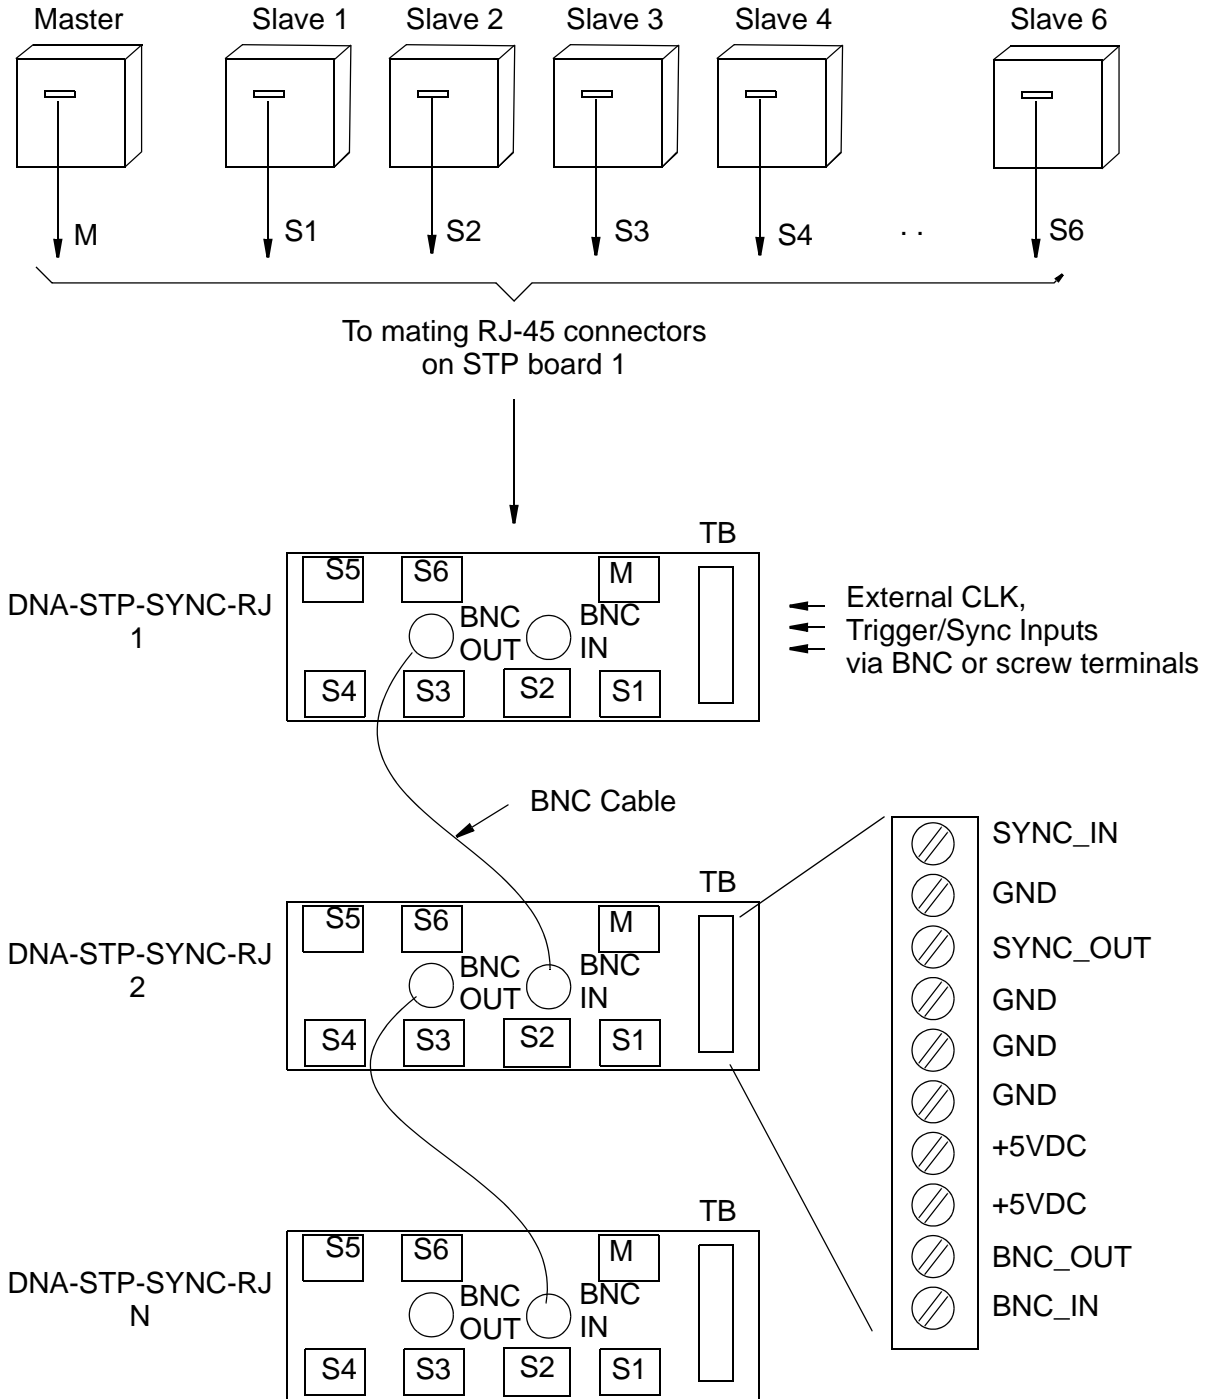 Master
Slave 1
Slave 2
Slave 3
Slave 4
Slave 6
M
S1
S2
S3
S4
. .
S6
To mating RJ-45 connectors
on STP board 1
TB
DNA-STP-SYNC-RJ
1
S5
S6
M
BNC
OUT
BNC
IN
S4
S3
S2
S1
External CLK,
Trigger/Sync Inputs
via BNC or screw terminals
BNC Cable
TB
DNA-STP-SYNC-RJ
2
S5
S6
M
BNC
OUT
BNC
IN
S4
S3
S2
S1
SYNC_IN
GND
SYNC_OUT
GND
GND
GND
+5VDC
+5VDC
BNC_OUT
BNC_IN
TB
DNA-STP-SYNC-RJ
N
S5
S6
M
BNC
OUT
BNC
IN
S4
S3
S2
S1